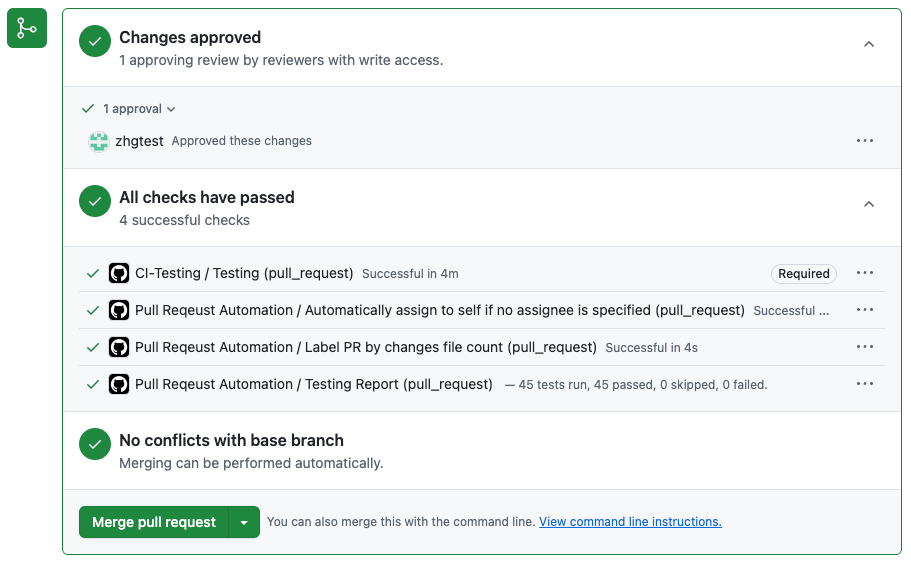 Changes approved
1 approving review by reviewers with write access.
1 approval
zhgtest Approved these changes
All checks have passed
4 successful checks
CI-Testing / Testing (pull_request) Successful in 4m Required
Pull Reqeust Automation / Automatically assign to self if no assignee is specified (pull_request) Successful ...
Pull Reqeust Automation / Label PR by changes file count (pull_request) Successful in 4s
Pull Reqeust Automation / Testing Report (pull_request) — 45 tests run, 45 passed, 0 skipped, 0 failed.
No conflicts with base branch
Merging can be performed automatically.
Merge pull request You can also merge this with the command line. View command line instructions.